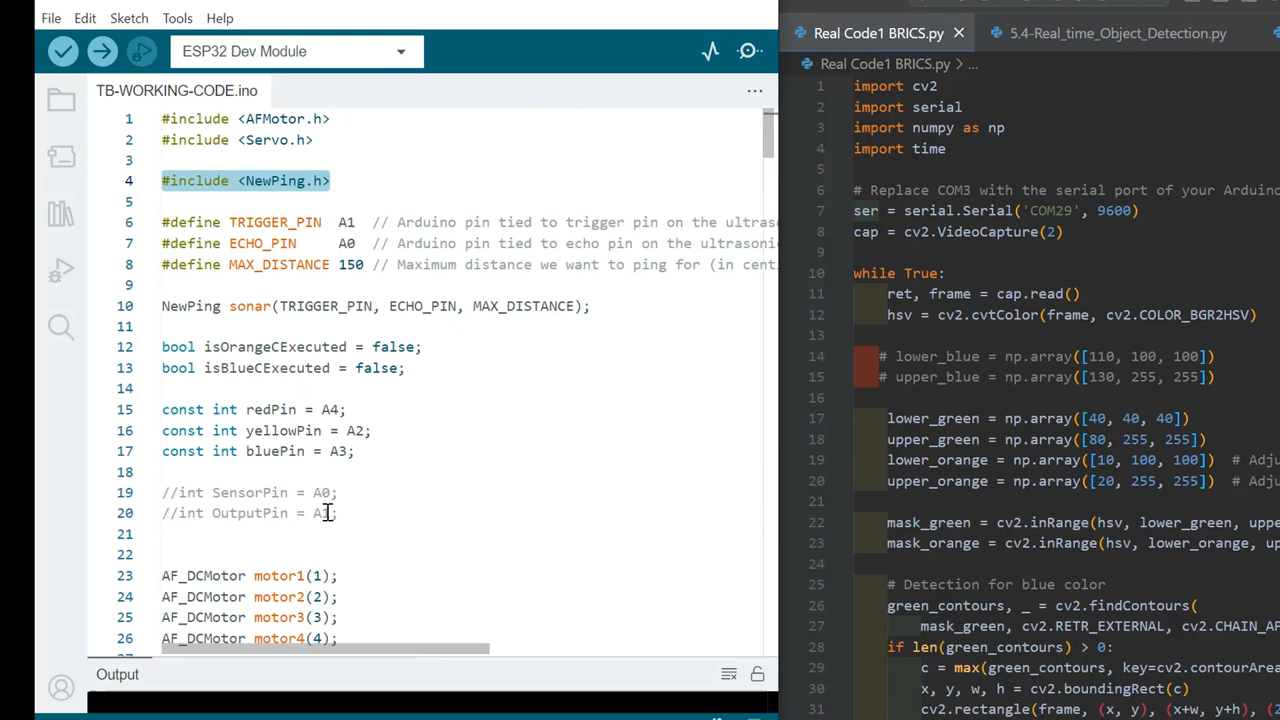 File Edit Sketch Tools Help
ESP32 Dev Module
TB-WORKING-CODE.ino
1 #include <AFMotor.h>
2 #include <Servo.h>
3
4 #include <NewPing.h>
5
6 #define TRIGGER_PIN A1 // Arduino pin tied to trigger pin on the ultraso
7 #define ECHO_PIN A0 // Arduino pin tied to echo pin on the ultrasonic
8 #define MAX_DISTANCE 150 // Maximum distance we want to ping for (in centi
9
10 NewPing sonar(TRIGGER_PIN, ECHO_PIN, MAX_DISTANCE);
11
12 bool isOrangeCExecuted = false;
13 bool isBlueCExecuted = false;
14
15 const int redPin = A4;
16 const int yellowPin = A2;
17 const int bluePin = A3;
18
19 //int SensorPin = A0;
20 //int OutputPin = A1;
21
22
23 AF_DCMotor motor1(1);
24 AF_DCMotor motor2(2);
25 AF_DCMotor motor3(3);
26 AF_DCMotor motor4(4);
Output
Real Code1 BRICS.py 5.4-Real_time_Object_Detection.py
Real Code1 BRICS.py > ...
1 import cv2
2 import serial
3 import numpy as np
4 import time
5
6 # Replace COM3 with the serial port of your Arduino
7 ser = serial.Serial('COM29', 9600)
8 cap = cv2.VideoCapture(2)
9
10 while True:
11 ret, frame = cap.read()
12 hsv = cv2.cvtColor(frame, cv2.COLOR_BGR2HSV)
13
14 # lower_blue = np.array([110, 100, 100])
15 # upper_blue = np.array([130, 255, 255])
16
17 lower_green = np.array([40, 40, 40])
18 upper_green = np.array([80, 255, 255])
19 lower_orange = np.array([10, 100, 100]) # Adju
20 upper_orange = np.array([20, 255, 255]) # Adju
21
22 mask_green = cv2.inRange(hsv, lower_green, uppe
23 mask_orange = cv2.inRange(hsv, lower_orange, up
24
25 # Detection for blue color
26 green_contours, _ = cv2.findContours(
27 mask_green, cv2.RETR_EXTERNAL, cv2.CHAIN_AP
28 if len(green_contours) > 0:
29 c = max(green_contours, key=cv2.contourArea
30 x, y, w, h = cv2.boundingRect(c)
31 cv2.rectangle(frame, (x, y), (x+w, y+h), (2